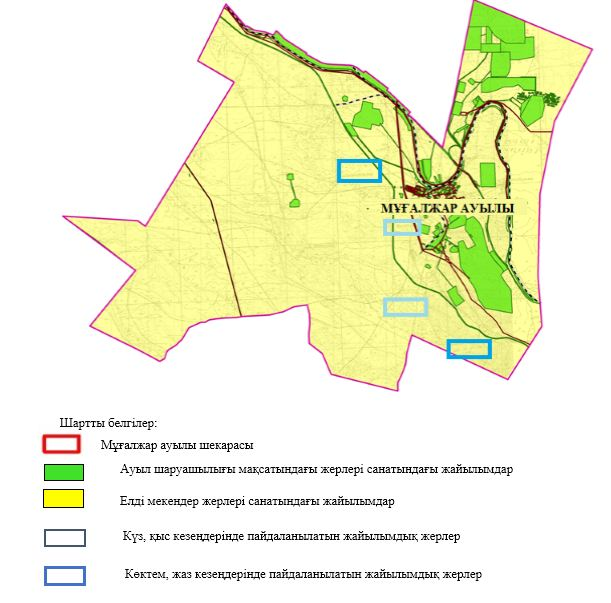 МҰҒАЛЖАР АУЫЛЫ
Шартты белгілер:
Мұғалжар ауылы шекарасы
Ауыл шаруашылығы мақсатындағы жерлері санатындағы жайылымдар
Елді мекендер жерлері санатындағы жайылымдар
Күз, қыс кезеңдерінде пайдаланылатын жайылымдық жерлер
Көктем, жаз кезеңдерінде пайдаланылатын жайылымдық жерлер